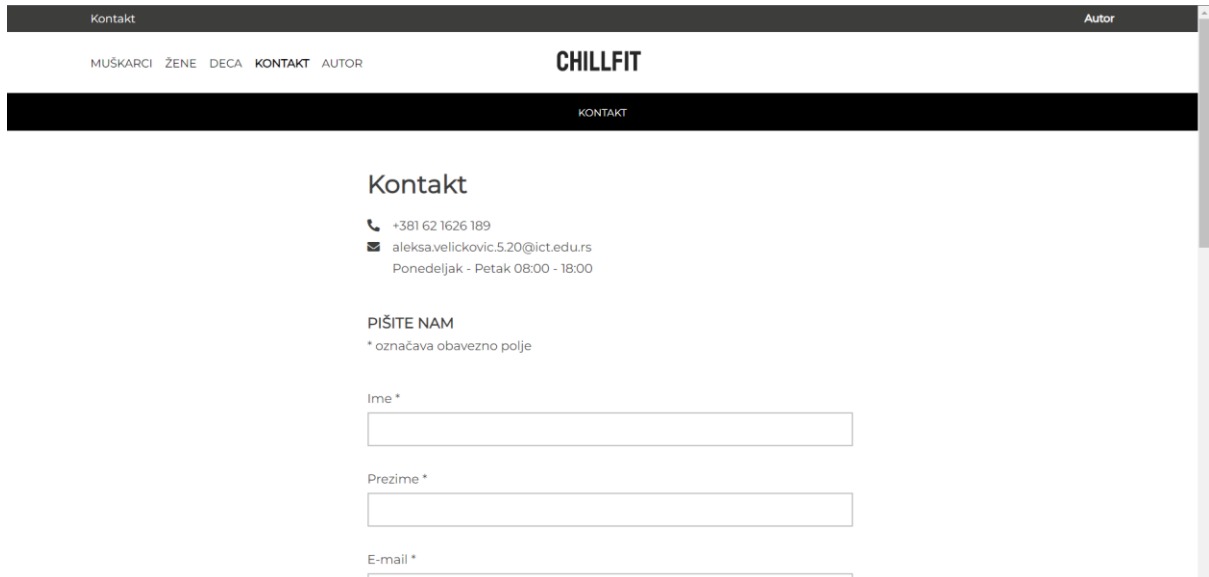 Kontakt Autor
MUŠKARCI ŽENE DECA KONTAKT AUTOR CHILLFIT
KONTAKT
Kontakt
+381 62 1626 189
aleksa.velickovic.5.20@ict.edu.rs
Ponedeljak - Petak 08:00 - 18:00
PIŠITE NAM
* označava obavezno polje
Ime *
Prezime *
E-mail *